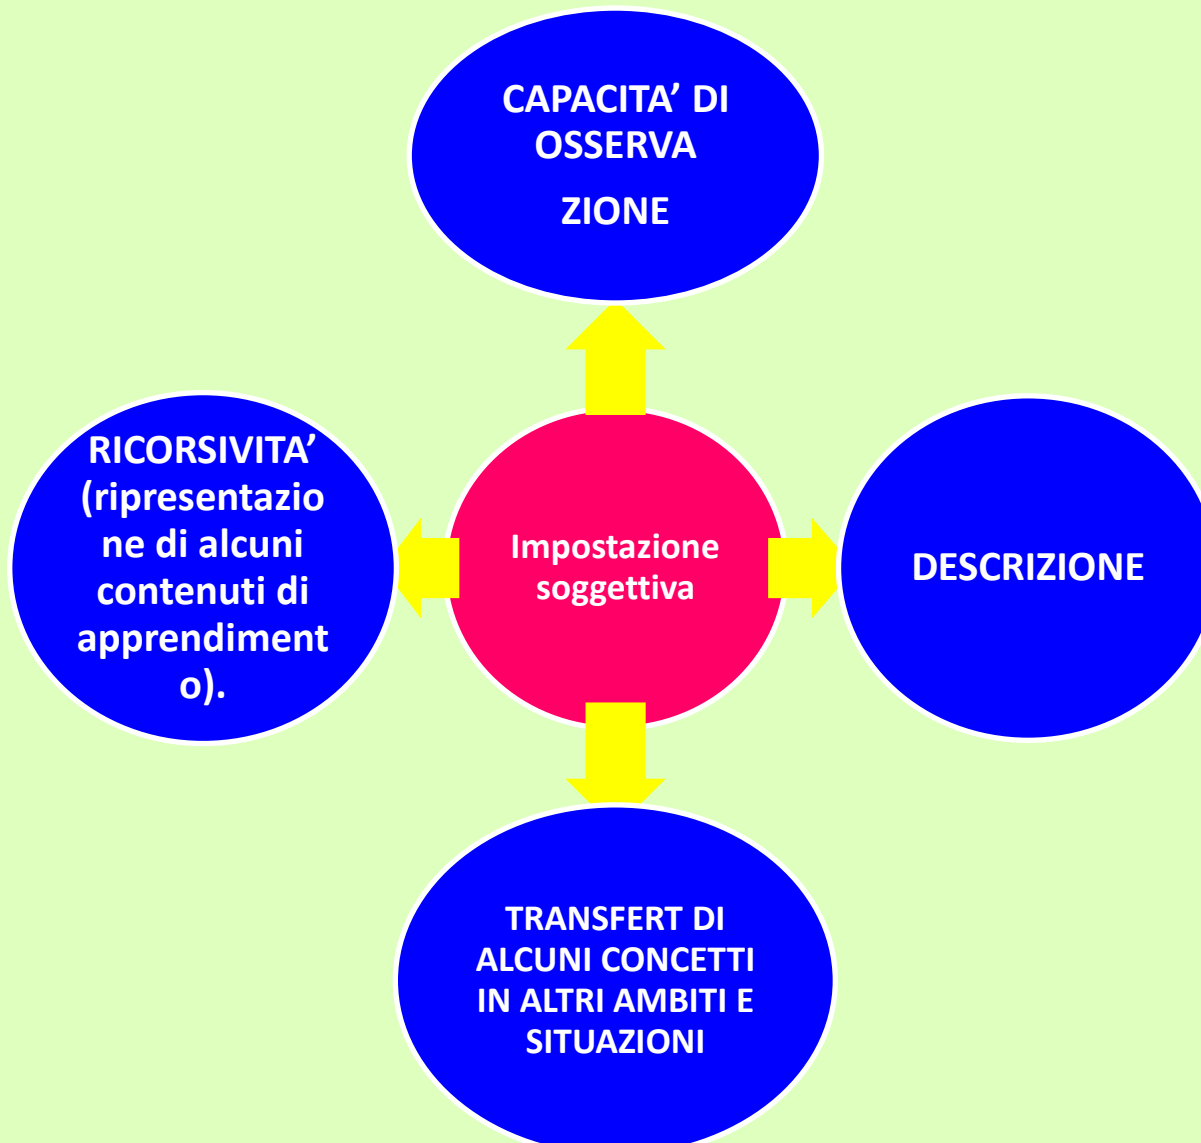 CAPACITA’ DI
OSSERVA
ZIONE
RICORSIVITA’
(ripresentazio
ne di alcuni
contenuti di
apprendiment
o).
Impostazione
soggettiva
DESCRIZIONE
TRANSFERT DI
ALCUNI CONCETTI
IN ALTRI AMBITI E
SITUAZIONI